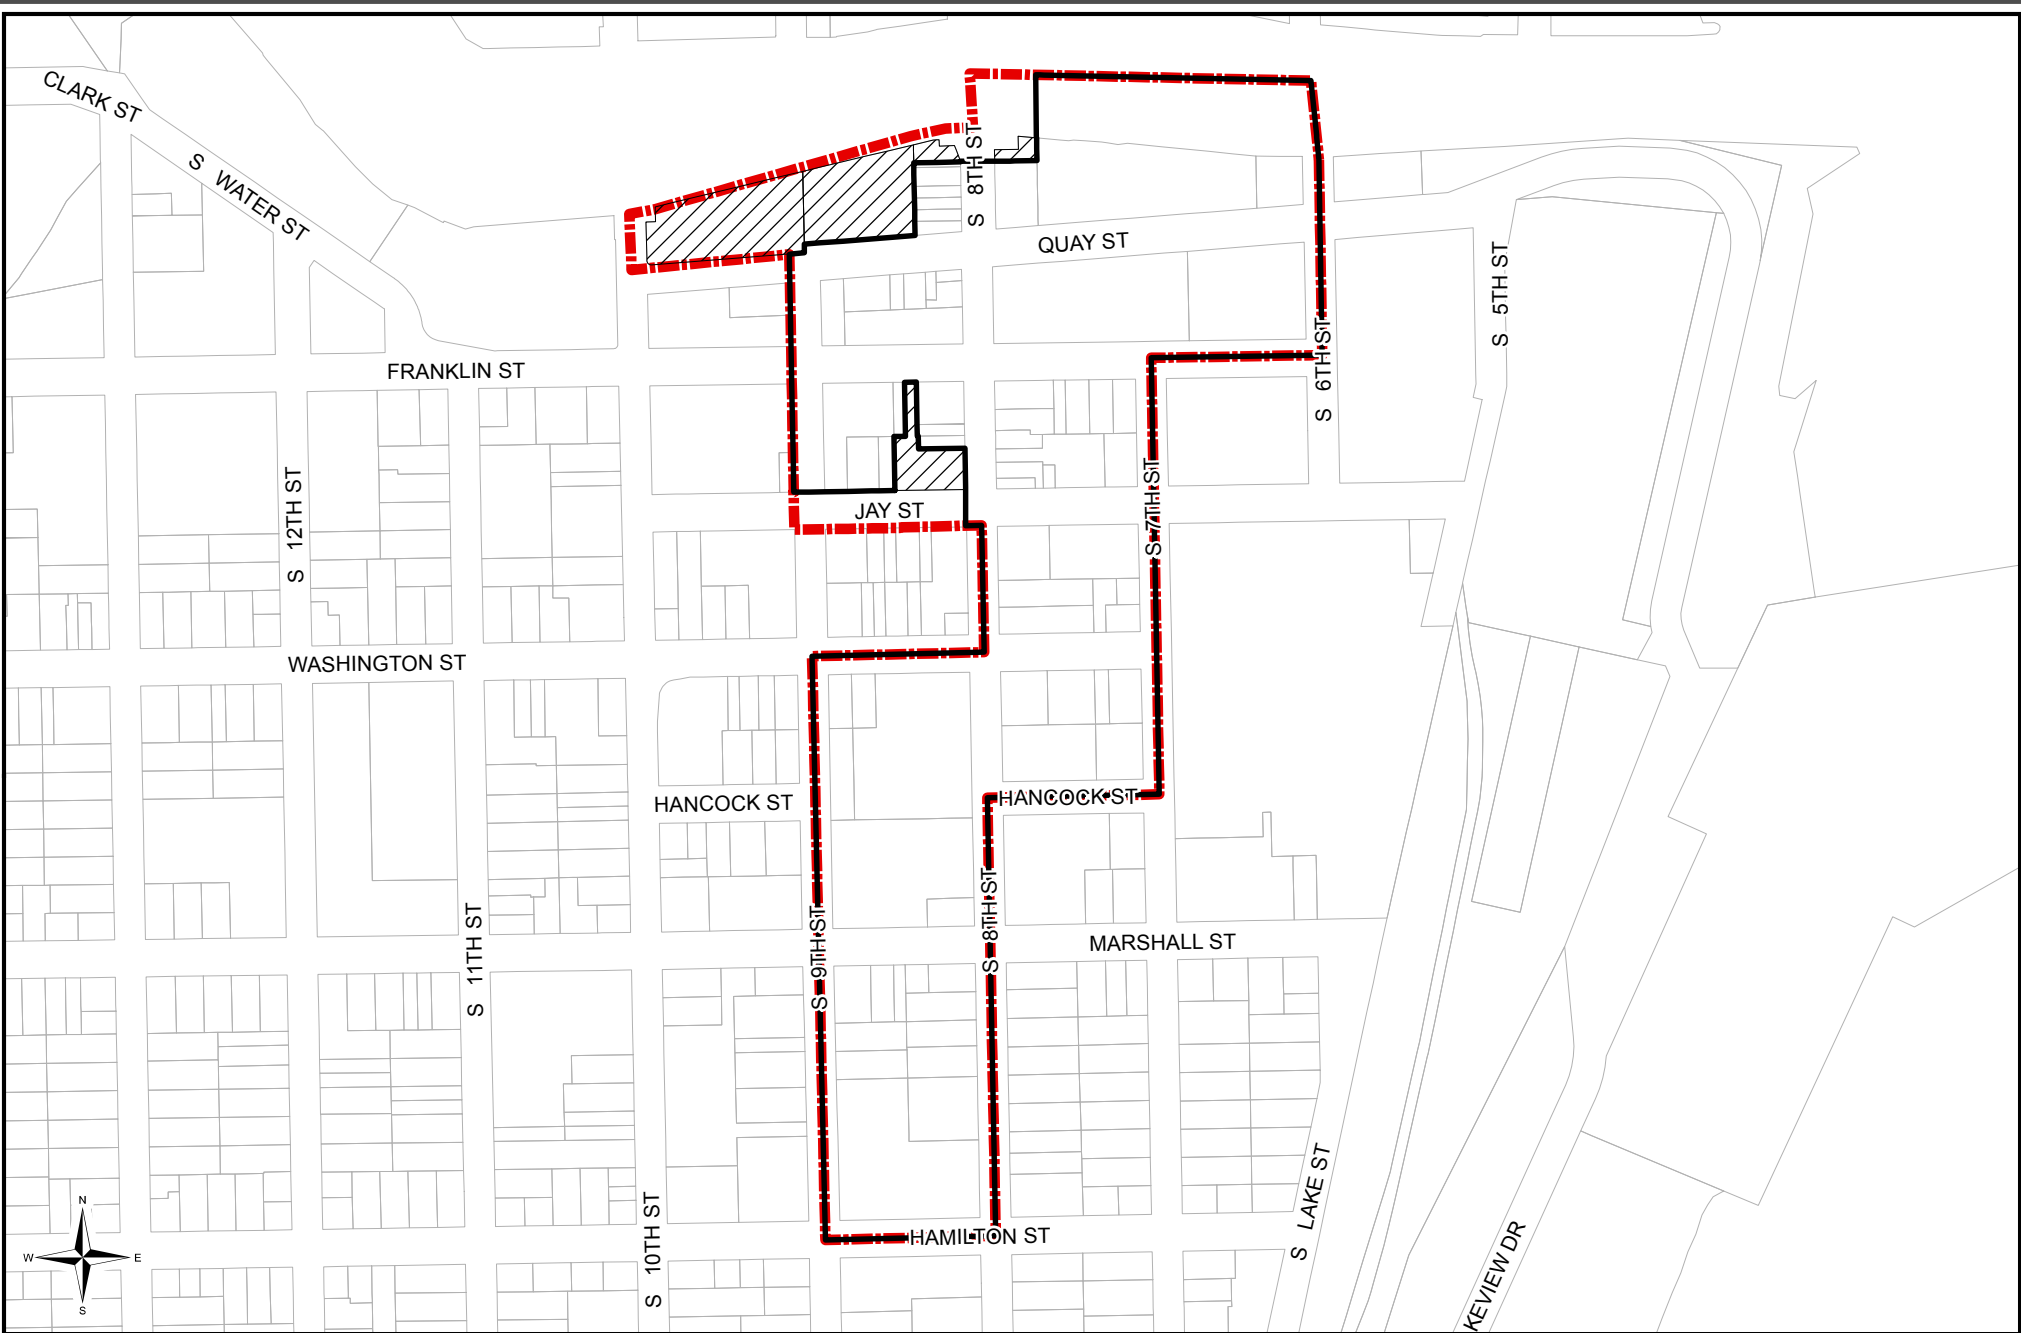 CLARK ST
S WATER ST
S 8TH ST
QUAY ST
S 5TH ST
S 6TH ST
FRANKLIN ST
S 12TH ST
S 7TH ST
JAY ST
WASHINGTON ST
HANCOCK ST
HANCOCK ST
S 11TH ST
S 9TH ST
S 8TH ST
MARSHALL ST
S 10TH ST
S LAKE ST
HAMILTON ST
KEVIEW DR
N
W
E
S